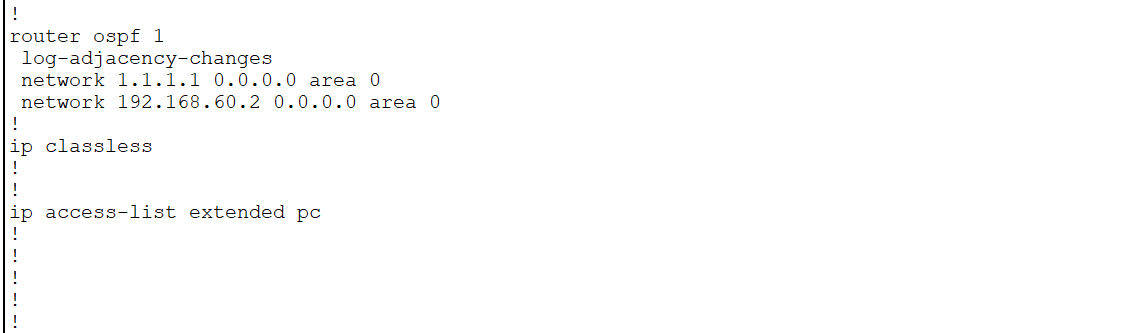 !
router ospf 1
 log-adjacency-changes
 network 1.1.1.1 0.0.0.0 area 0
 network 192.168.60.2 0.0.0.0 area 0
!
ip classless
!
!
ip access-list extended pc
!
!
!
!
!